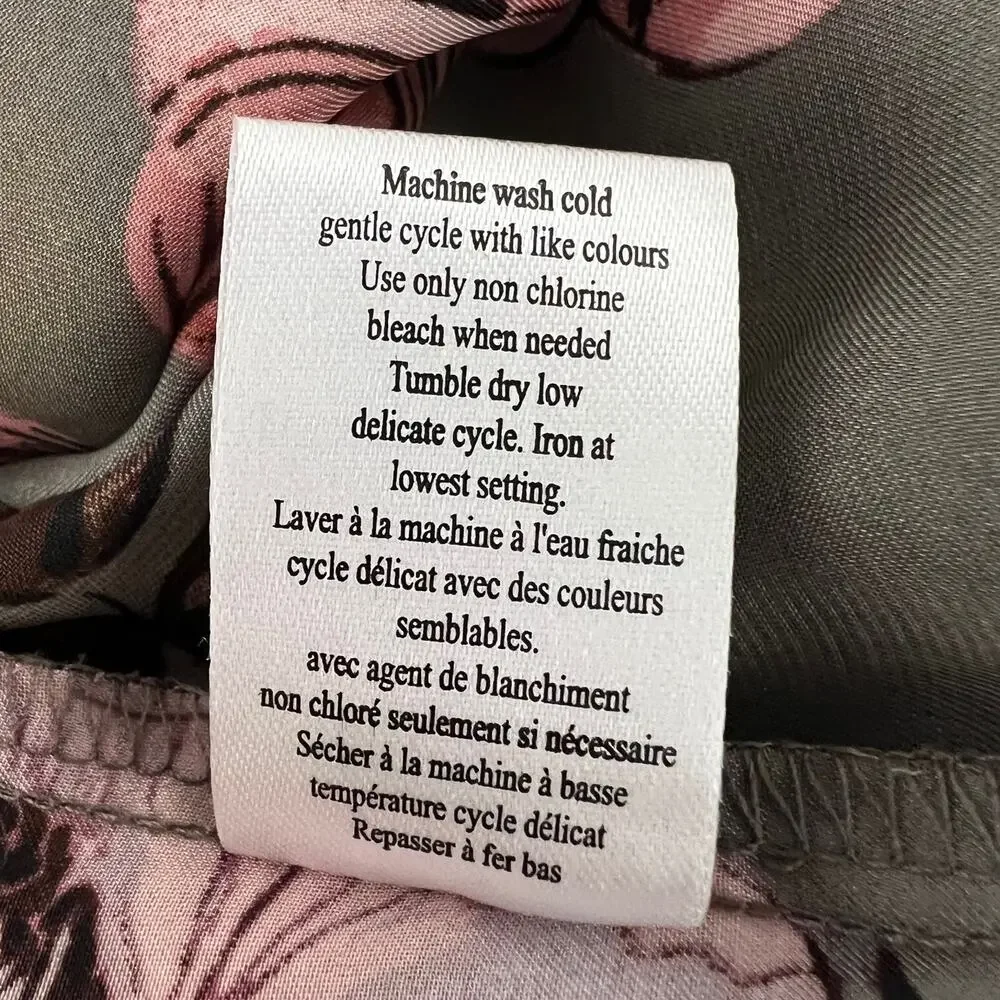 Machine wash cold
gentle cycle with like colours
Use only non chlorine
bleach when needed
Tumble dry low
delicate cycle. Iron at
lowest setting.
Laver à la machine à l'eau fraiche
cycle délicat avec des couleurs
semblables.
avec agent de blanchiment
non chloré seulement si nécessaire
Sécher à la machine à basse
température cycle délicat
Repasser à fer bas